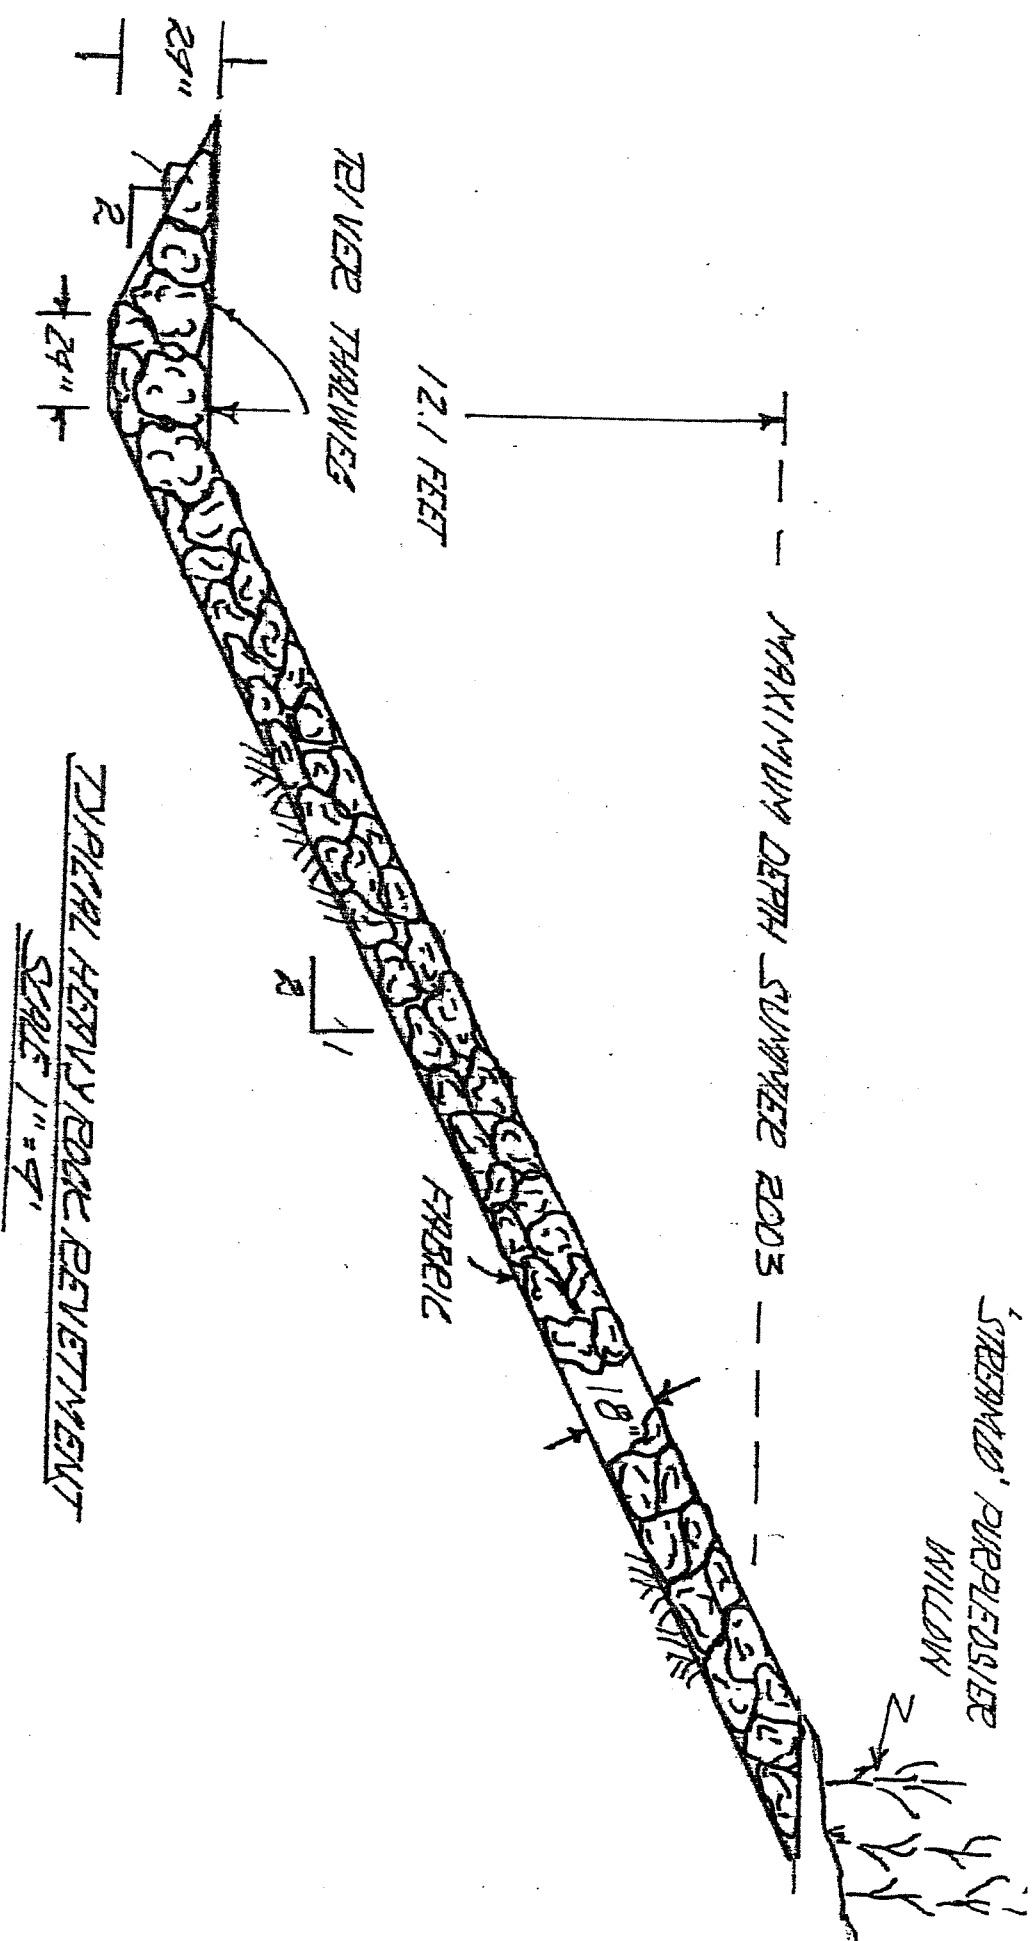 'STREAMCO' PURPLEOSIER
WILLOW
MAXIMUM DEPTH SUMMER 2003
12.1 FEET
RIVER THALWEG
29"
1
2
29"
18"
FABRIC
1
2
TYPICAL HEAVY ROCK REVETMENT
SCALE 1"=4'